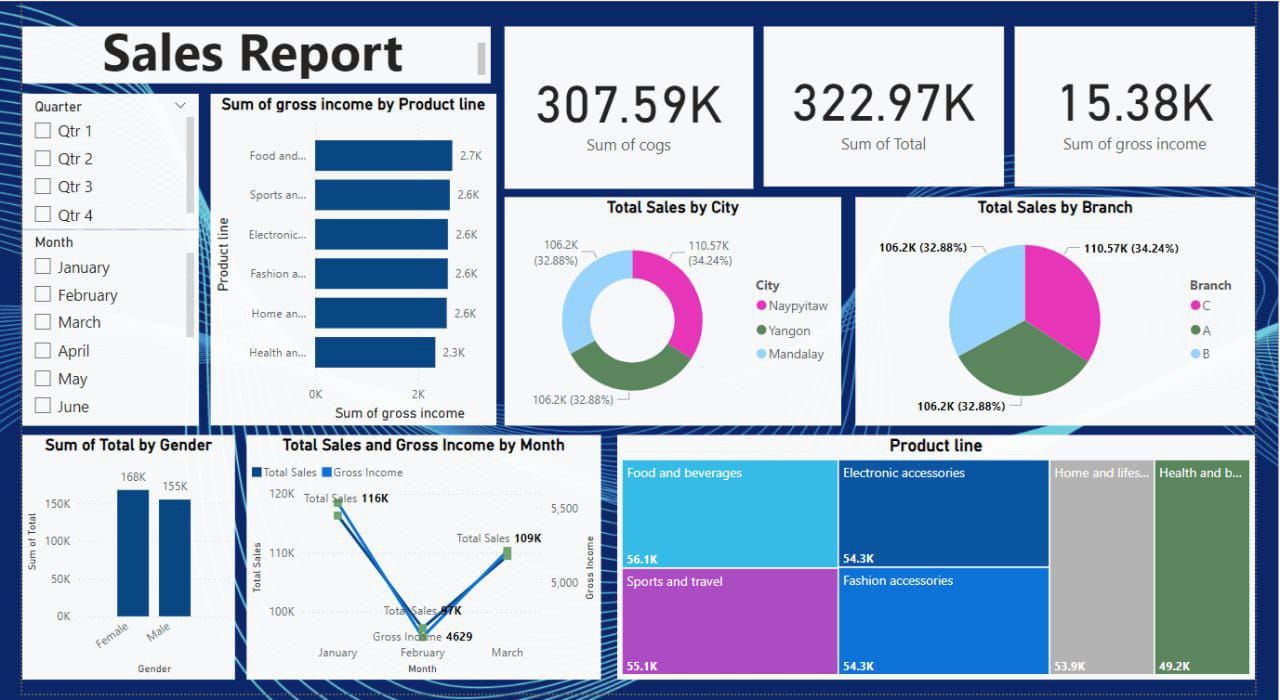 Sales Report
307.59K
Sum of cogs
322.97K
Sum of Total
15.38K
Sum of gross income
Quarter
Qtr 1
Qtr 2
Qtr 3
Qtr 4
Month
January
February
March
April
May
June
Sum of gross income by Product line
Product line
Food and...
2.7K
Sports an...
2.6K
Electronic...
2.6K
Fashion a...
2.6K
Home an...
2.6K
Health an...
2.3K
0K
2K
Sum of gross income
Total Sales by City
106.2K
(32.88%)
110.57K
(34.24%)
106.2K (32.88%)
City
Naypyitaw
Yangon
Mandalay
Total Sales by Branch
106.2K (32.88%)
110.57K (34.24%)
106.2K (32.88%)
Branch
C
A
B
Sum of Total by Gender
Sum of Total
150K
100K
50K
0K
168K
155K
Female
Male
Gender
Total Sales and Gross Income by Month
Total Sales
Gross Income
Total Sales
120K
110K
100K
Total Sales 116K
Total Sales 109K
Total Sales 97K
Gross Income 4629
5,500
5,000
Gross Income
January
February
March
Month
Product line
Food and beverages
56.1K
Sports and travel
55.1K
Electronic accessories
54.3K
Fashion accessories
54.3K
Home and lifes...
53.9K
Health and b...
49.2K